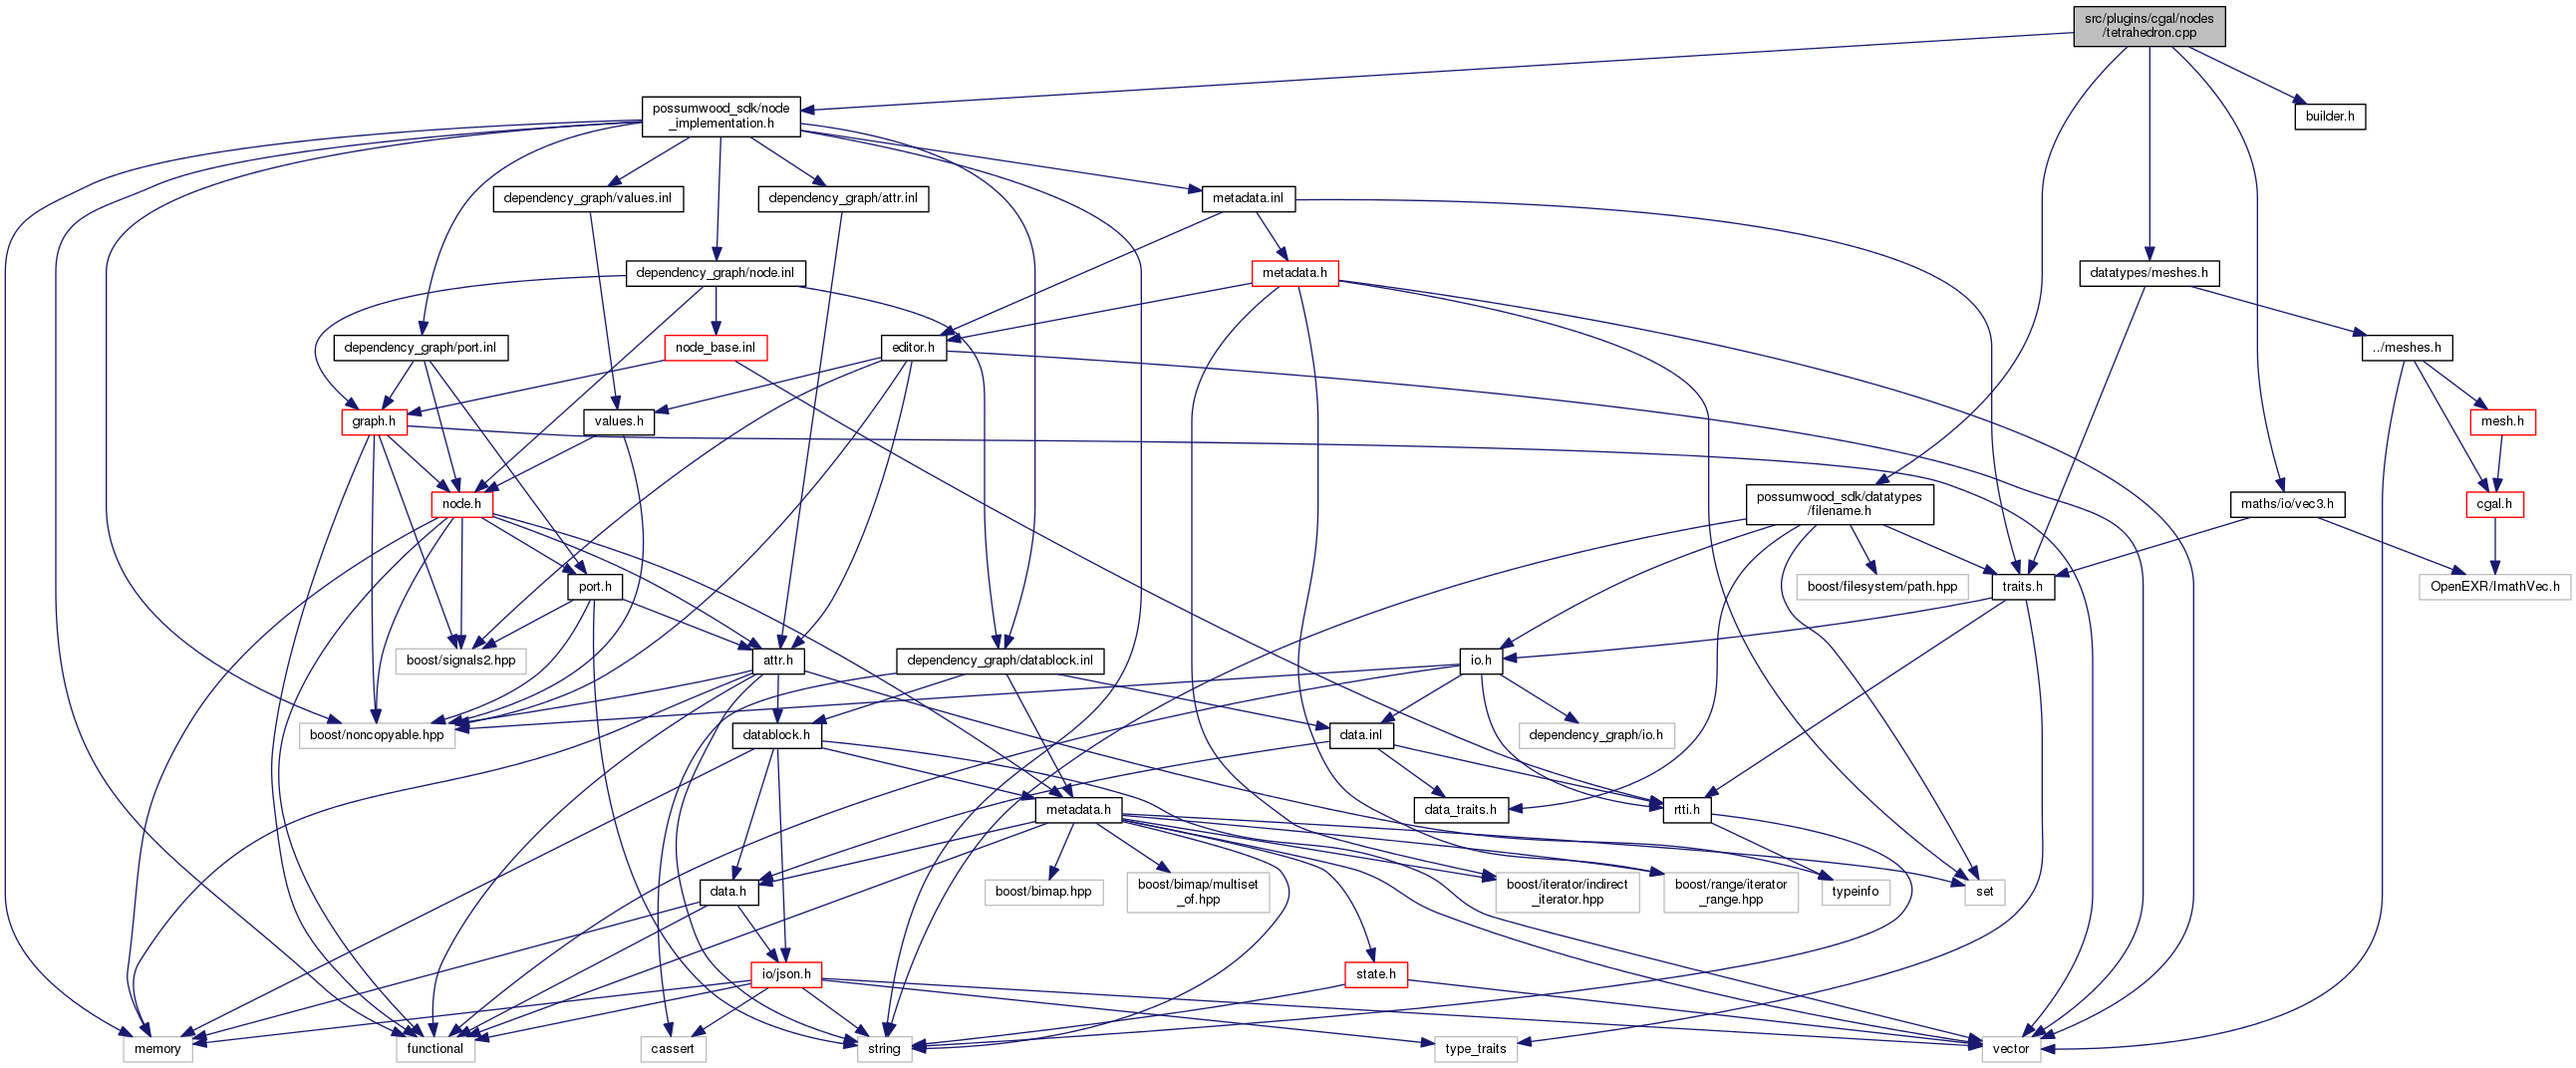 src/plugins/cgal/nodes
/tetrahedron.cpp
possumwood_sdk/node
_implementation.h
builder.h
dependency_graph/values.inl
dependency_graph/attr.inl
metadata.inl
dependency_graph/node.inl
metadata.h
datatypes/meshes.h
dependency_graph/port.inl
node_base.inl
editor.h
../meshes.h
graph.h
values.h
mesh.h
node.h
possumwood_sdk/datatypes
/filename.h
maths/io/vec3.h
cgal.h
port.h
boost/filesystem/path.hpp
traits.h
OpenEXR/ImathVec.h
boost/signals2.hpp
attr.h
dependency_graph/datablock.inl
io.h
boost/noncopyable.hpp
datablock.h
data.inl
dependency_graph/io.h
metadata.h
data_traits.h
rtti.h
data.h
boost/bimap.hpp
boost/bimap/multiset
_of.hpp
boost/iterator/indirect
_iterator.hpp
boost/range/iterator
_range.hpp
typeinfo
set
io/json.h
state.h
memory
functional
cassert
string
type_traits
vector